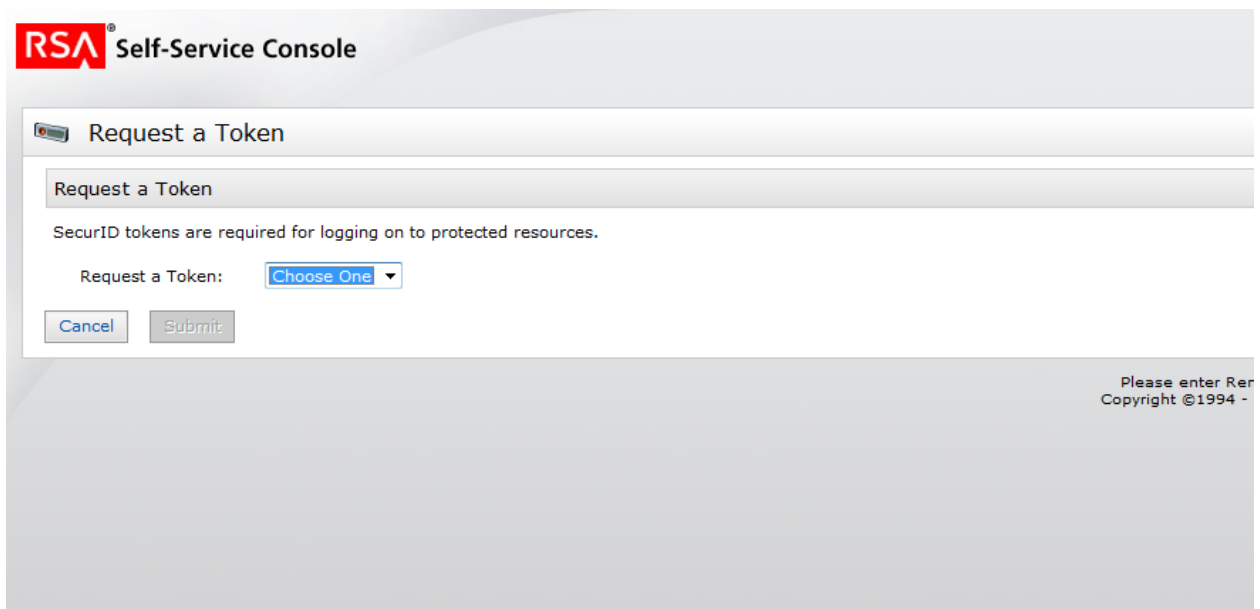 RSA® Self-Service Console
Request a Token
Request a Token
SecurID tokens are required for logging on to protected resources.
Request a Token: Choose One
Cancel Submit
Please enter Rer
Copyright ©1994 -